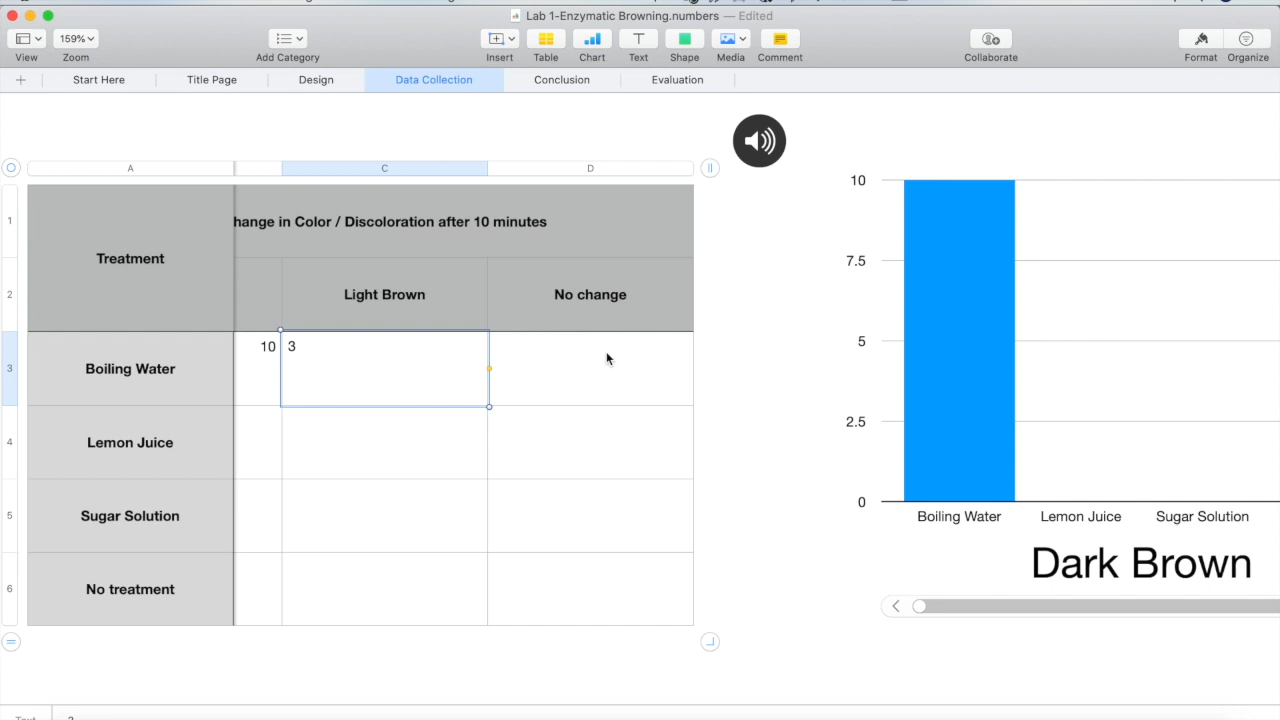 Lab 1-Enzymatic Browning.numbers — Edited
159%
View
Zoom
Add Category
Insert
Table
Chart
Text
Shape
Media
Comment
Collaborate
Format
Organize
Start Here
Title Page
Design
Data Collection
Conclusion
Evaluation
A
C
D
1
Treatment
hange in Color / Discoloration after 10 minutes
2
Light Brown
No change
3
Boiling Water
10
3
4
Lemon Juice
5
Sugar Solution
6
No treatment
10
7.5
5
2.5
0
Boiling Water
Lemon Juice
Sugar Solution
Dark Brown